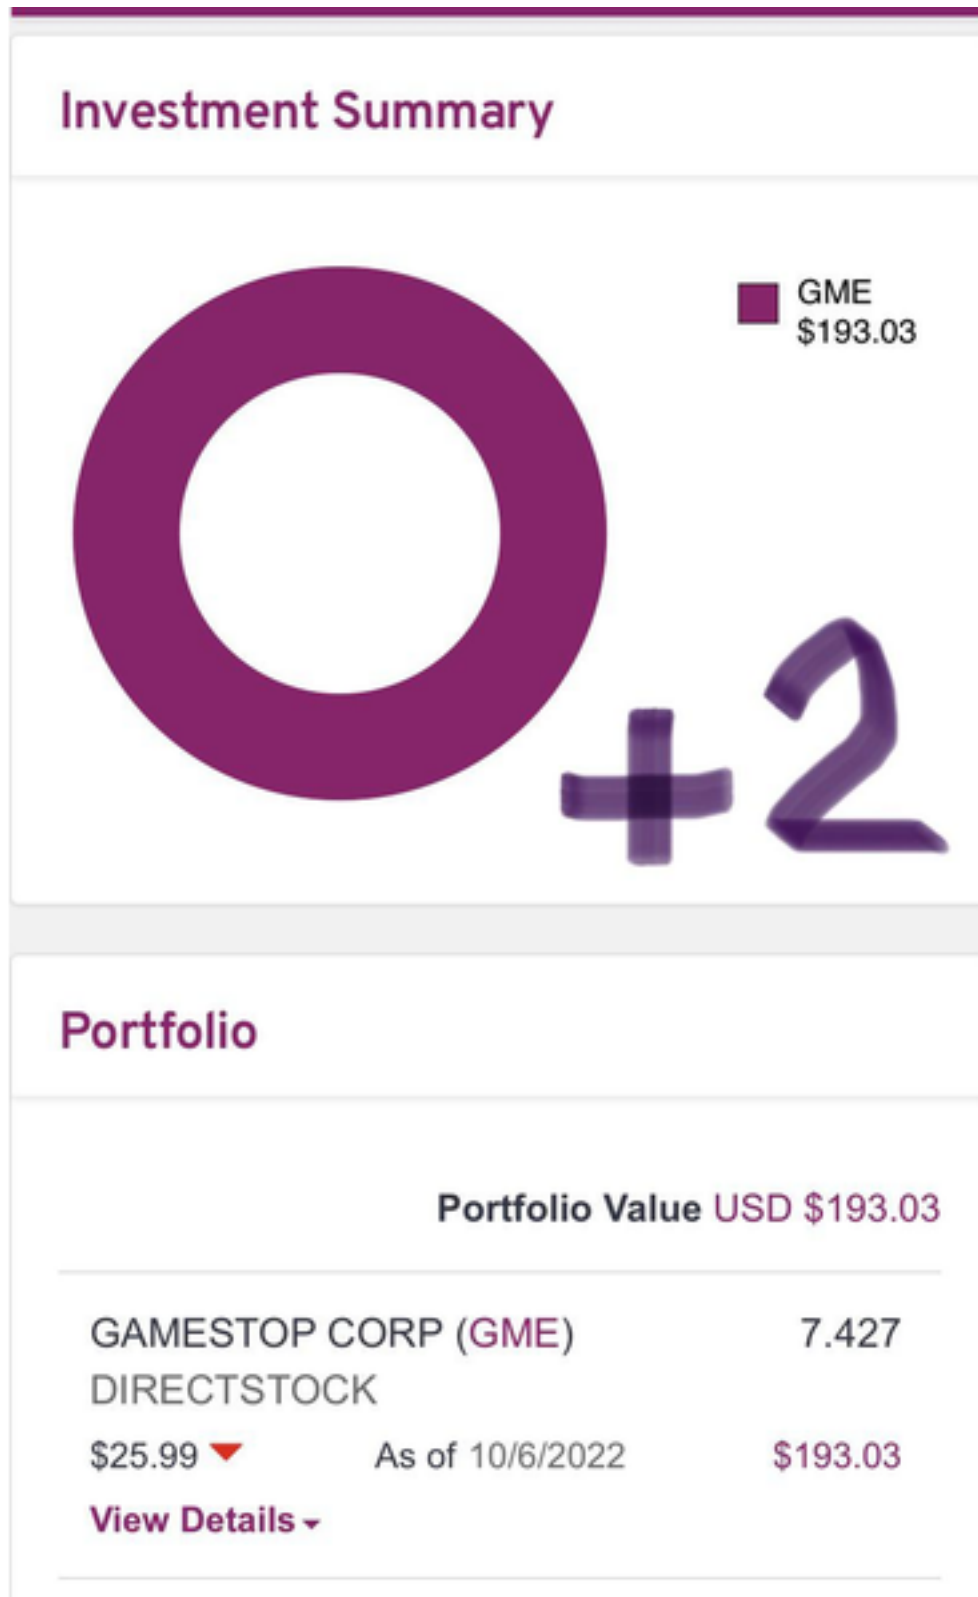 Investment Summary
GME
$193.03
+2
Portfolio
Portfolio Value USD $193.03
GAMESTOP CORP (GME) 7.427
DIRECTSTOCK
$25.99 As of 10/6/2022 $193.03
View Details